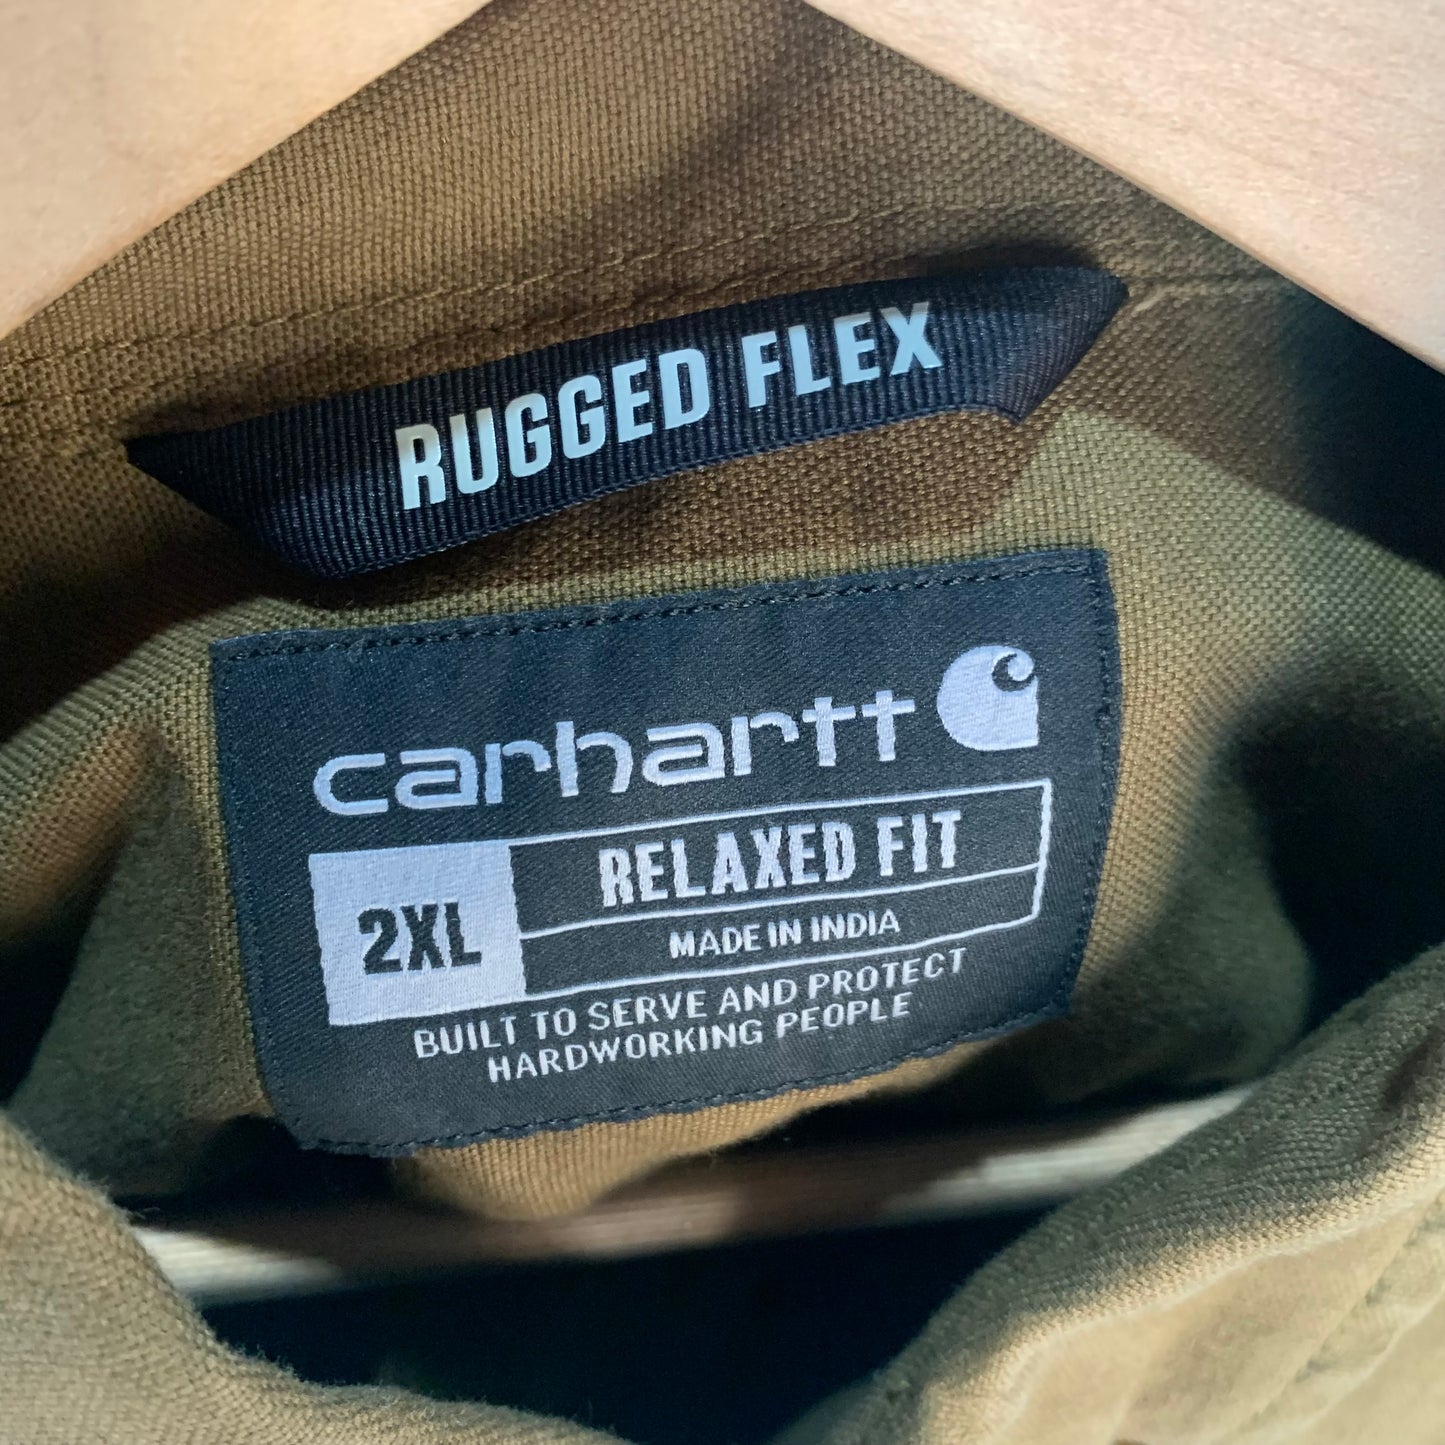 RUGGED FLEX
carhartt
2XL
RELAXED FIT
MADE IN INDIA
BUILT TO SERVE AND PROTECT
HARDWORKING PEOPLE